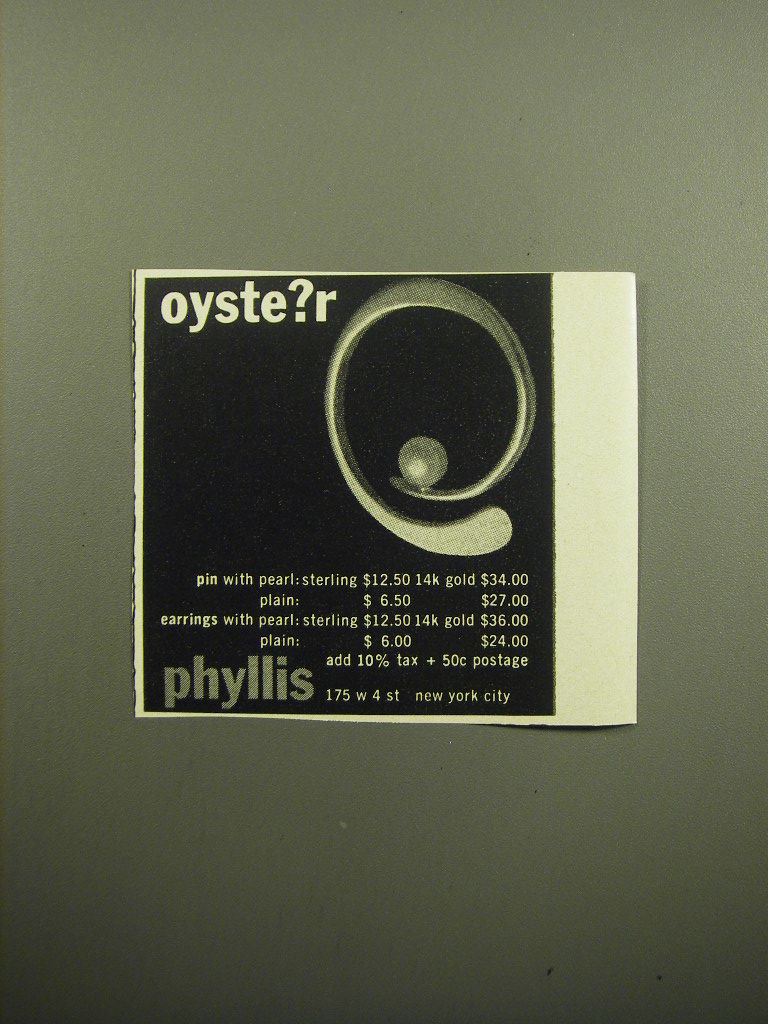 oyste?r
pin with pearl: sterling $12.50 14k gold $34.00
plain: $ 6.50 $27.00
earrings with pearl: sterling $12.50 14k gold $36.00
plain: $ 6.00 $24.00
add 10% tax + 50c postage
phyllis 175 w 4 st new york city